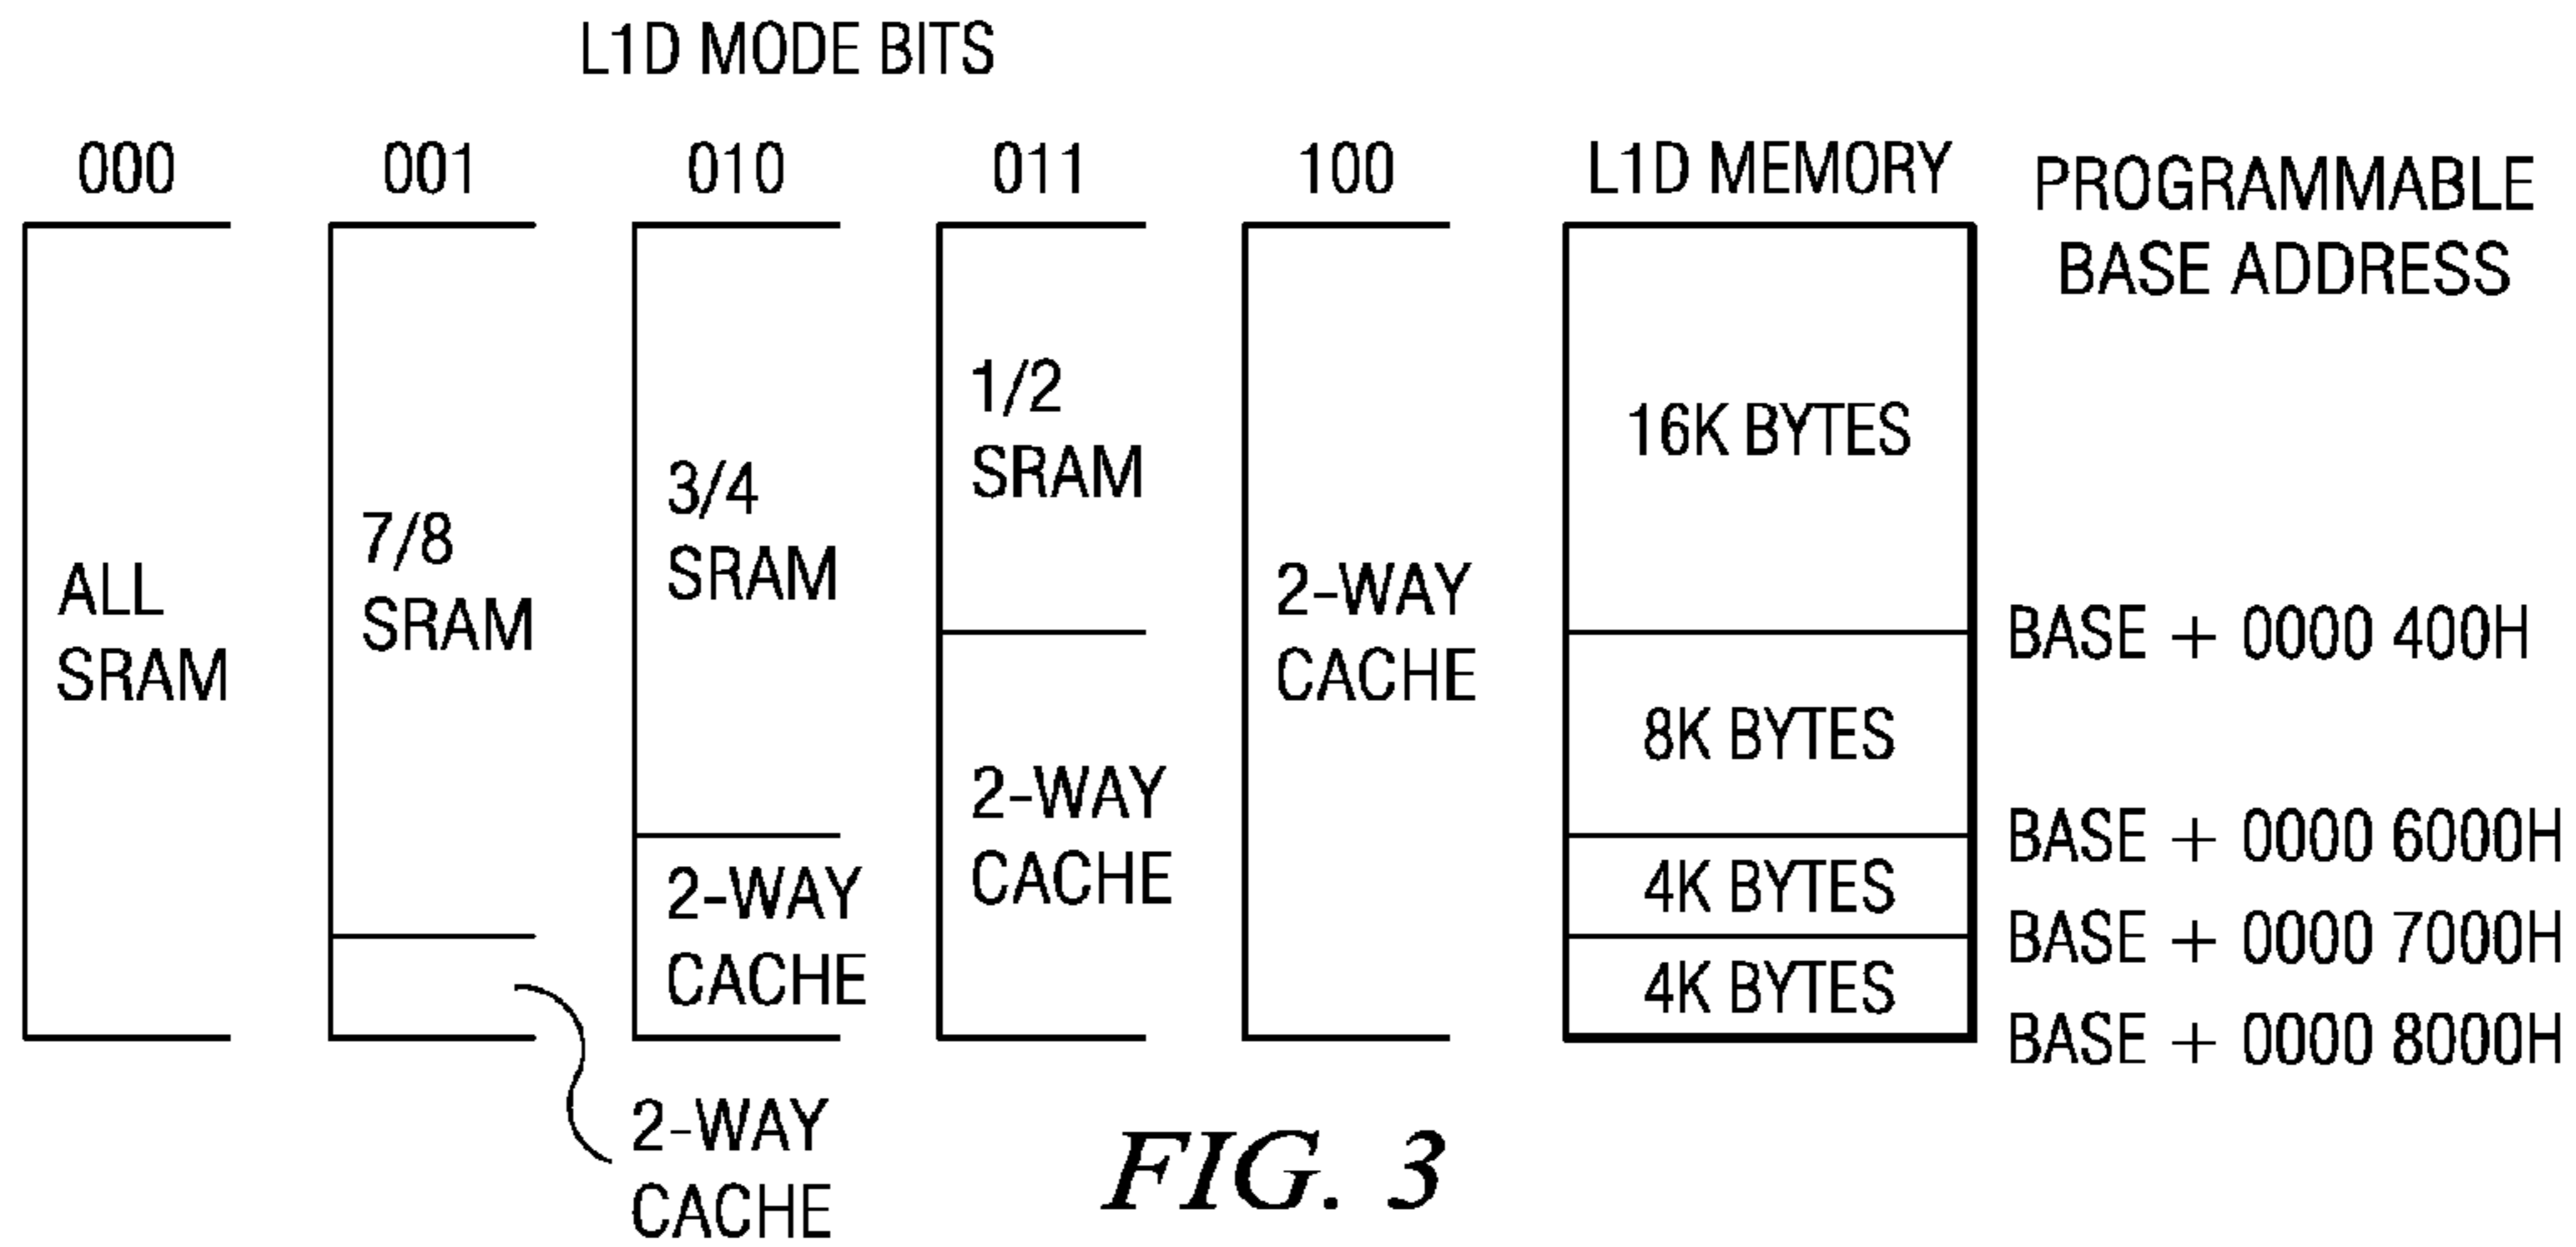 L1D MODE BITS
000 001 010 011 100 L1D MEMORY
PROGRAMMABLE
BASE ADDRESS
ALL
SRAM
7/8
SRAM
2-WAY
CACHE
3/4
SRAM
2-WAY
CACHE
1/2
SRAM
2-WAY
CACHE
2-WAY
CACHE
16K BYTES
8K BYTES
4K BYTES
4K BYTES
BASE + 0000 400H
BASE + 0000 6000H
BASE + 0000 7000H
BASE + 0000 8000H
FIG. 3